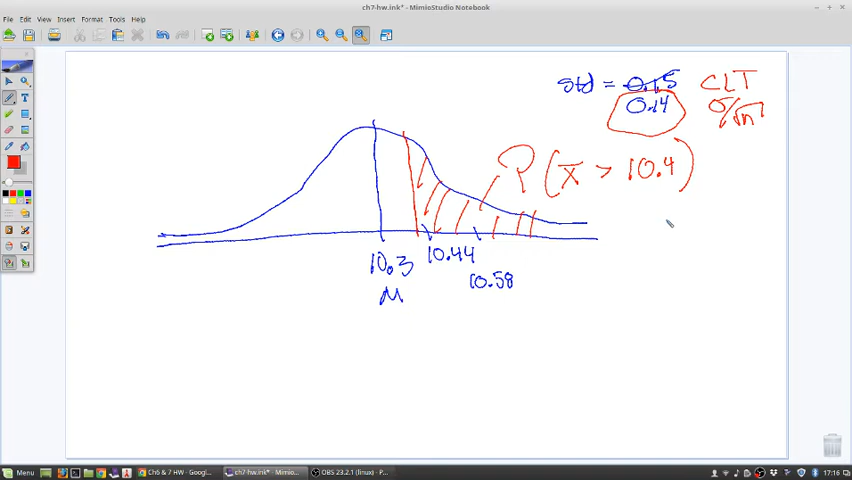 ch7-hw.ink* - MimioStudio Notebook
File Edit View Insert Format Tools Help
std = 0.15 CLT
0.14 σ/√n
P(x̄ > 10.4)
10.3 10.44
10.58
μ
Menu
Ch6 & 7 HW - Googl...
ch7-hw.ink* - Mimio...
OBS 23.2.1 (linux) - P...
17:16